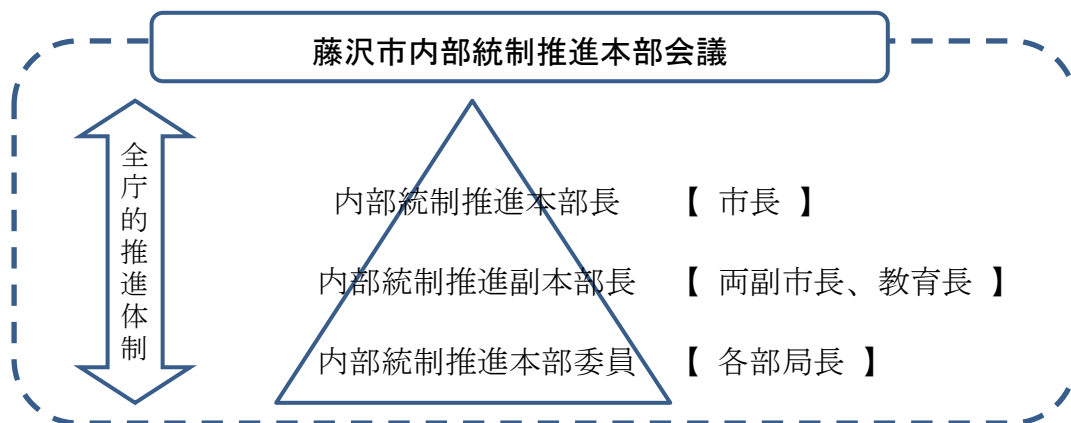 藤沢市内部統制推進本部会議
全庁的推進体制
内部統制推進本部長 【 市長 】
内部統制推進副本部長 【 両副市長、教育長 】
内部統制推進本部委員 【 各部局長 】